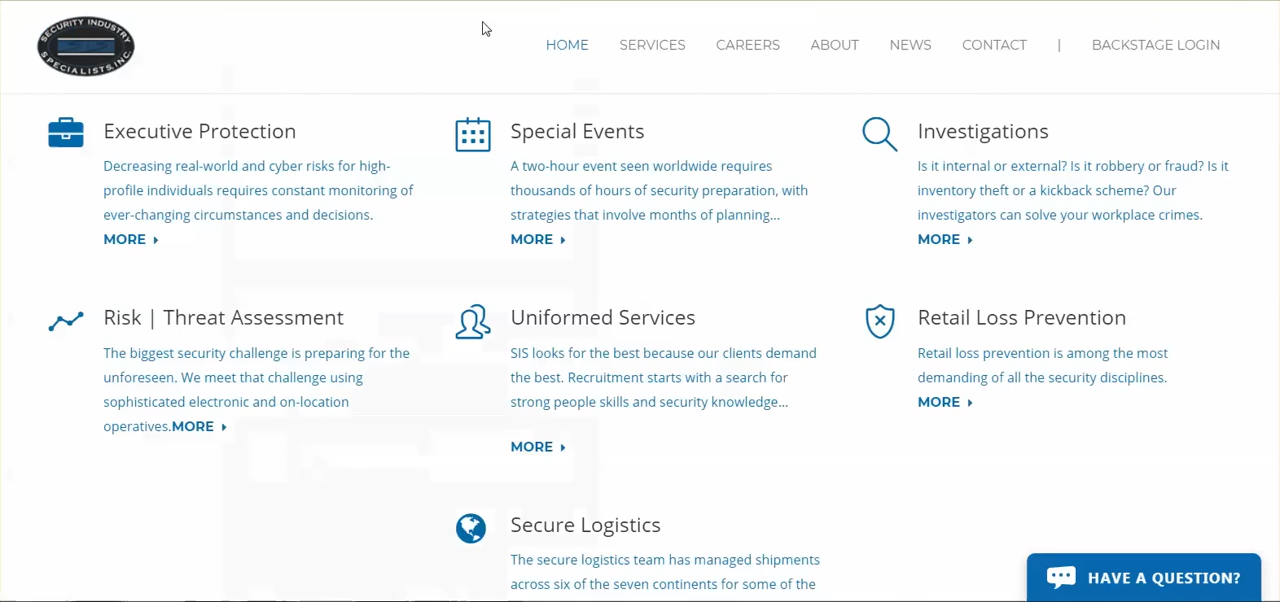 SECURITY INDUSTRY
SIS
SPECIALISTS, INC.
HOME SERVICES CAREERS ABOUT NEWS CONTACT | BACKSTAGE LOGIN
Executive Protection
Decreasing real-world and cyber risks for high-
profile individuals requires constant monitoring of
ever-changing circumstances and decisions.
MORE
Special Events
A two-hour event seen worldwide requires
thousands of hours of security preparation, with
strategies that involve months of planning...
MORE
Investigations
Is it internal or external? Is it robbery or fraud? Is it
inventory theft or a kickback scheme? Our
investigators can solve your workplace crimes.
MORE
Risk | Threat Assessment
The biggest security challenge is preparing for the
unforeseen. We meet that challenge using
sophisticated electronic and on-location
operatives.MORE
Uniformed Services
SIS looks for the best because our clients demand
the best. Recruitment starts with a search for
strong people skills and security knowledge...
MORE
Retail Loss Prevention
Retail loss prevention is among the most
demanding of all the security disciplines.
MORE
Secure Logistics
The secure logistics team has managed shipments
across six of the seven continents for some of the
HAVE A QUESTION?